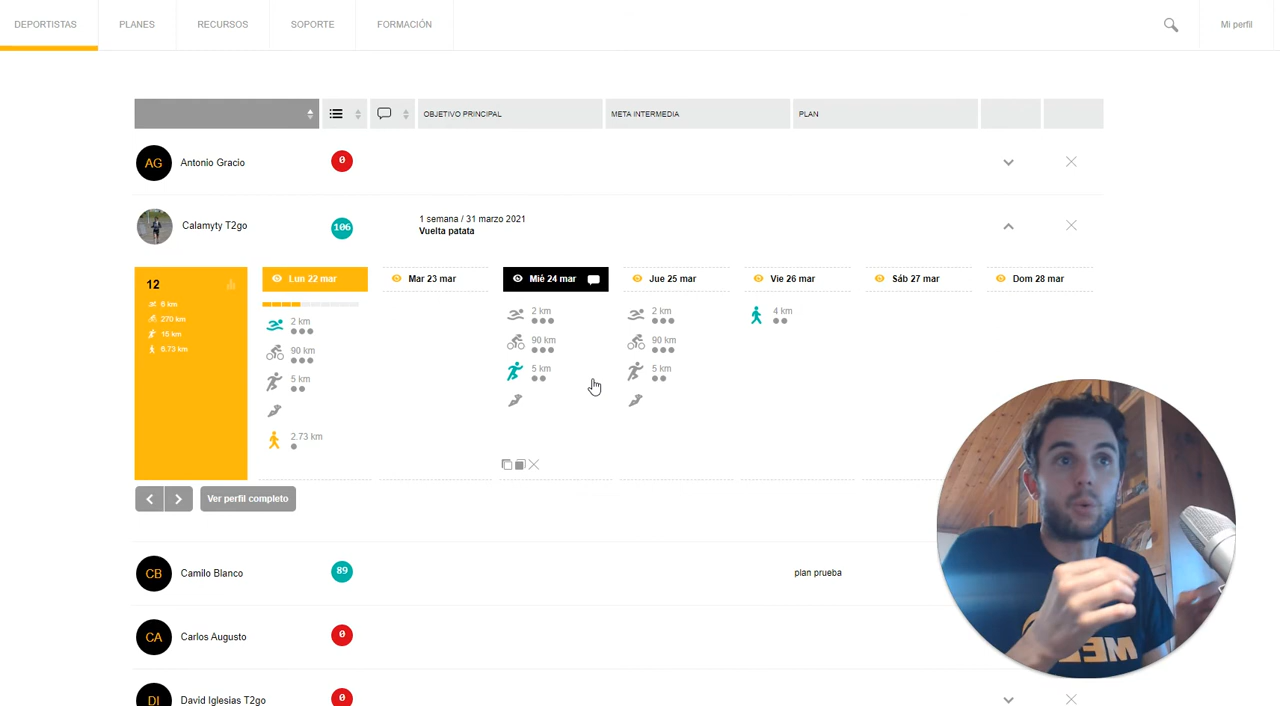 DEPORTISTAS PLANES RECURSOS SOPORTE FORMACIÓN Mi perfil
OBJETIVO PRINCIPAL META INTERMEDIA PLAN
AG Antonio Gracio 0
Calamyty T2go 106
1 semana / 31 marzo 2021
Vuelta patata
12 Lun 22 mar Mar 23 mar Mié 24 mar Jue 25 mar Vie 26 mar Sáb 27 mar Dom 28 mar
6 km
270 km
15 km
6.73 km
2 km
90 km
5 km
2.73 km
2 km
90 km
5 km
2 km
90 km
5 km
4 km
Ver perfil completo
CB Camilo Blanco 89 plan prueba
CA Carlos Augusto 0
DI David Iglesias T2go 0